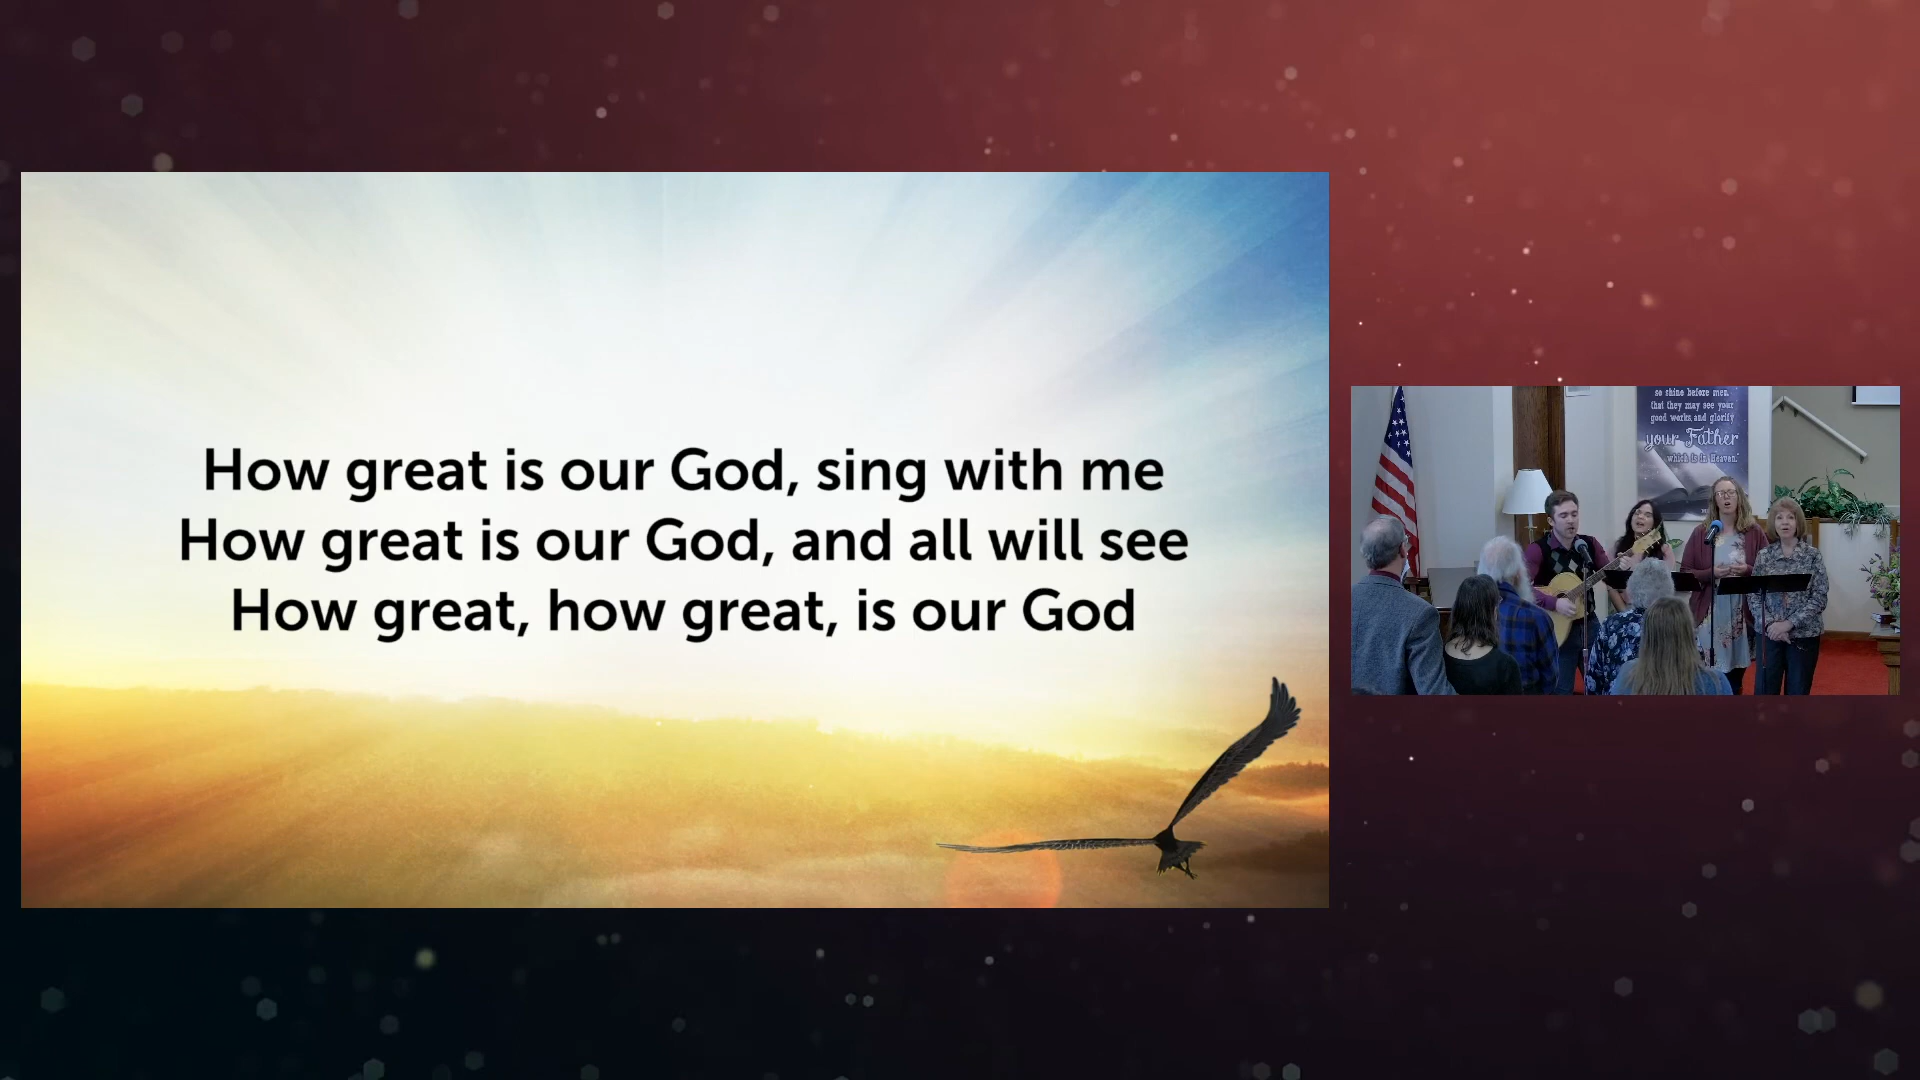 How great is our God, sing with me
How great is our God, and all will see
How great, how great, is our God
so shine before men,
that they may see your
good works, and glorify
your Father
which is in Heaven."